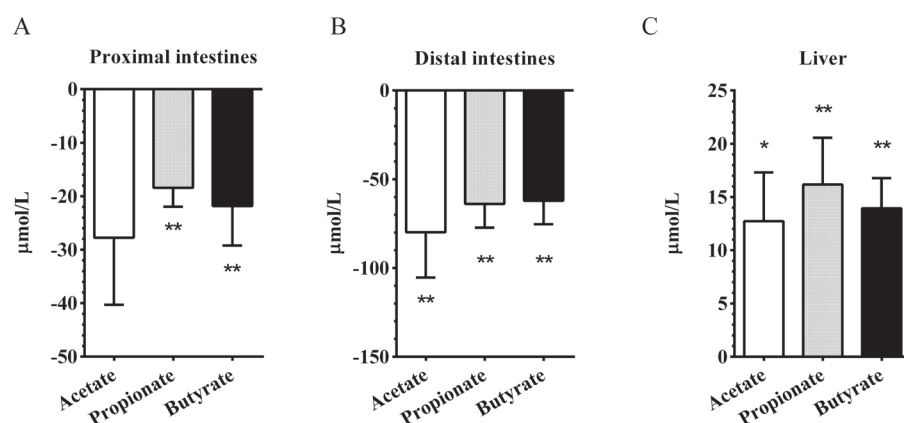 A
Proximal intestines
µmol/L
0
-10
-20
-30
-40
-50
**
**
Acetate
Propionate
Butyrate
B
Distal intestines
µmol/L
0
-50
-100
-150
**
**
**
Acetate
Propionate
Butyrate
C
Liver
µmol/L
25
20
15
10
5
0
*
**
**
Acetate
Propionate
Butyrate